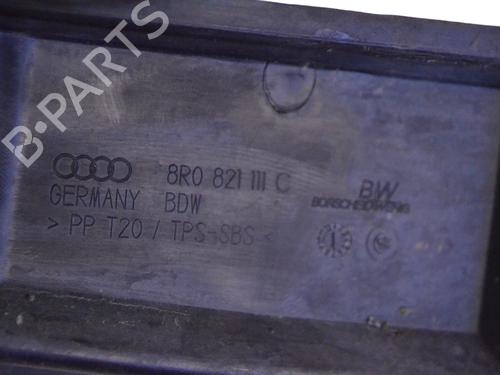 B-PARTS
8R0 821 111 C
GERMANY BDW
> PP T20 / TPS-SBS <
BW